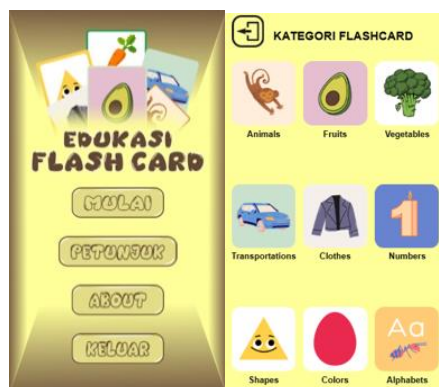 EDUKASI
FLASH CARD
MULAI
PETUNJUK
ABOUT
KELUAR
KATEGORI FLASHCARD
Animals
Fruits
Vegetables
Transportations
Clothes
Numbers
1
Aa
Shapes
Colors
Alphabets